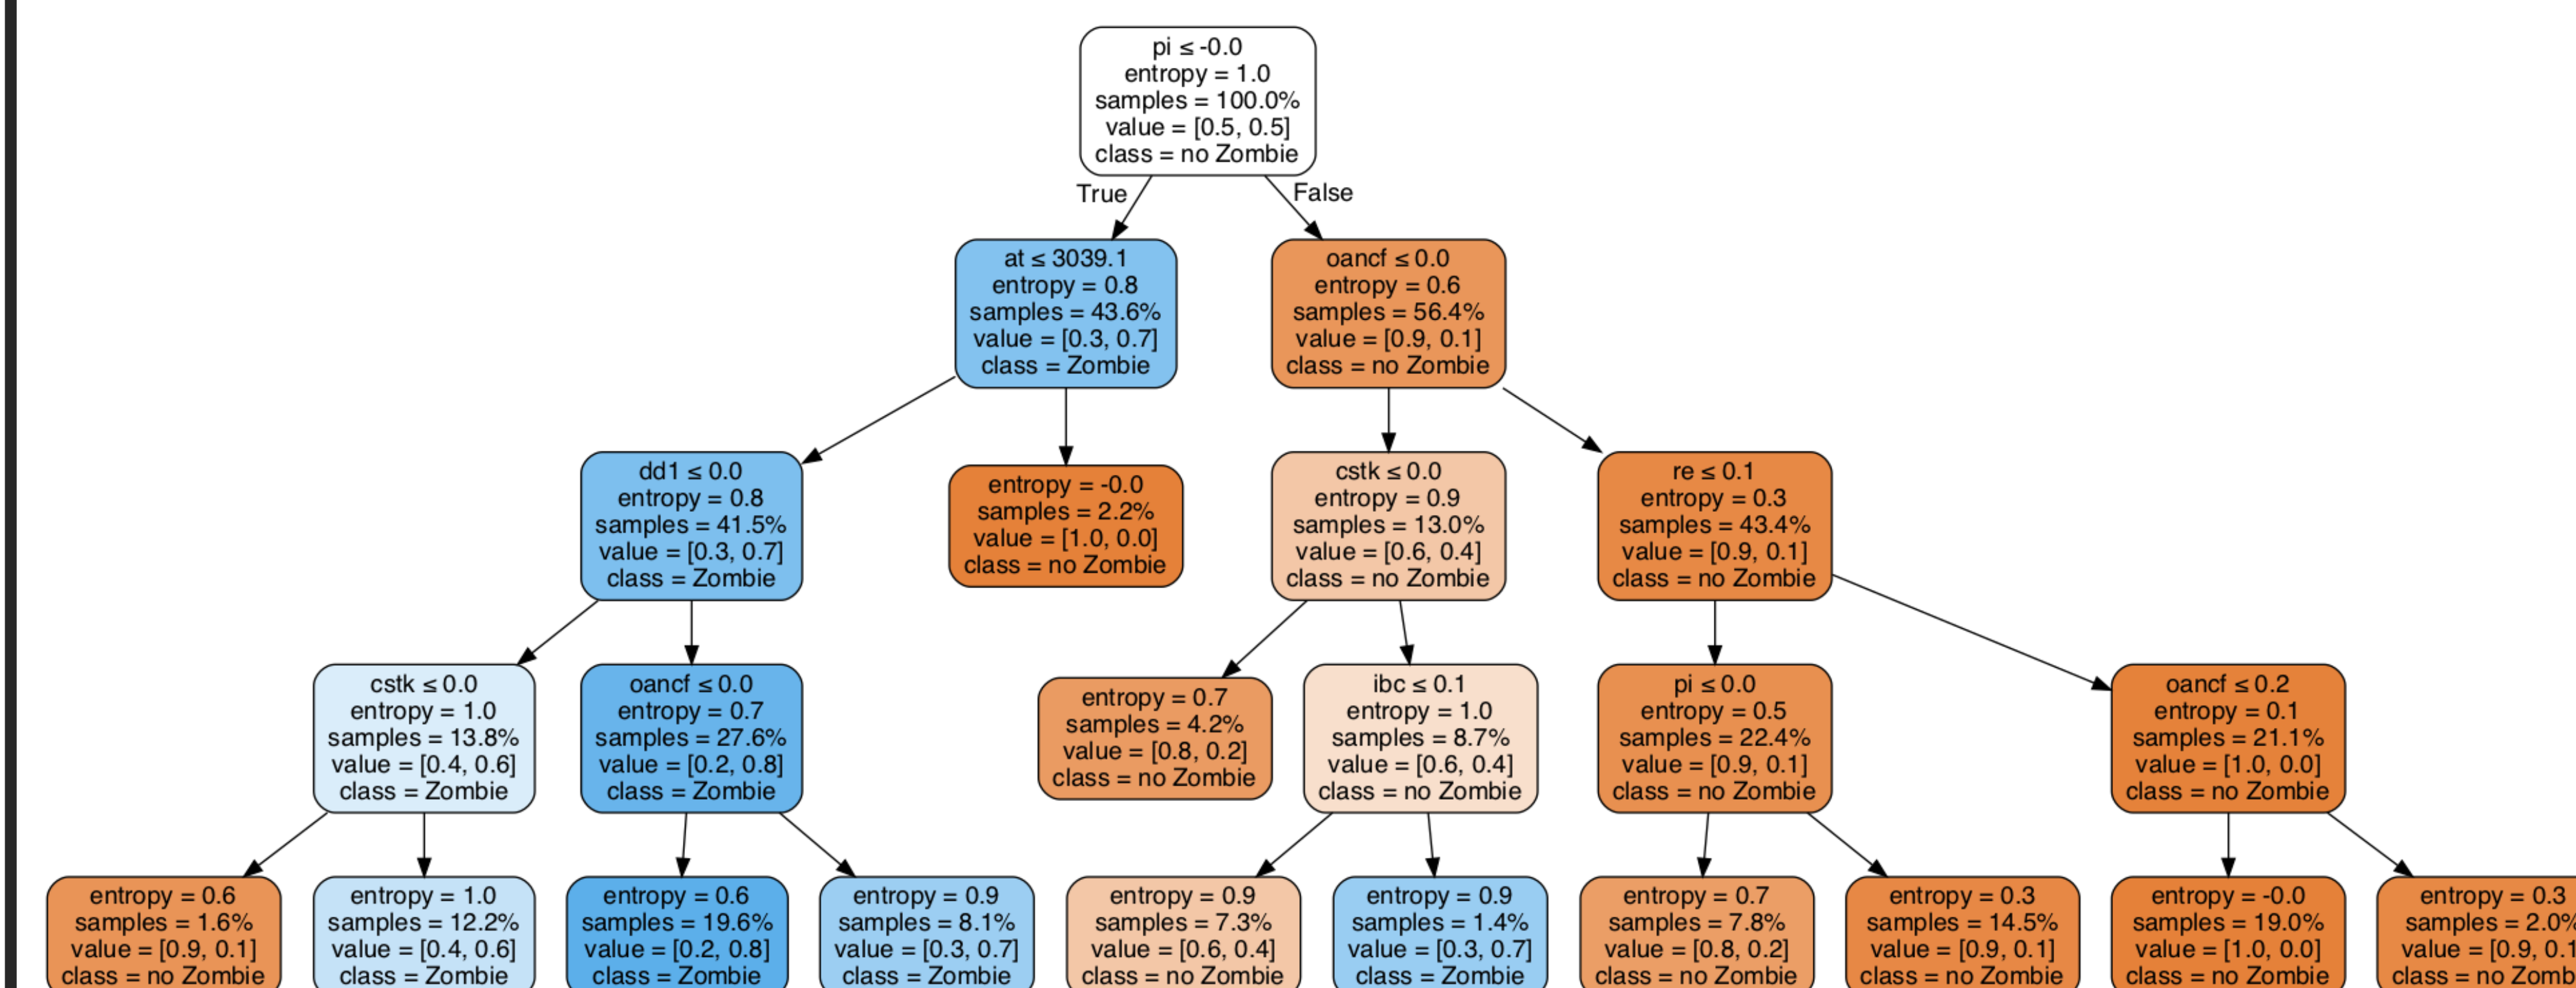 pi ≤ -0.0
entropy = 1.0
samples = 100.0%
value = [0.5, 0.5]
class = no Zombie
True
False
at ≤ 3039.1
entropy = 0.8
samples = 43.6%
value = [0.3, 0.7]
class = Zombie
oancf ≤ 0.0
entropy = 0.6
samples = 56.4%
value = [0.9, 0.1]
class = no Zombie
dd1 ≤ 0.0
entropy = 0.8
samples = 41.5%
value = [0.3, 0.7]
class = Zombie
entropy = -0.0
samples = 2.2%
value = [1.0, 0.0]
class = no Zombie
cstk ≤ 0.0
entropy = 0.9
samples = 13.0%
value = [0.6, 0.4]
class = no Zombie
re ≤ 0.1
entropy = 0.3
samples = 43.4%
value = [0.9, 0.1]
class = no Zombie
cstk ≤ 0.0
entropy = 1.0
samples = 13.8%
value = [0.4, 0.6]
class = Zombie
oancf ≤ 0.0
entropy = 0.7
samples = 27.6%
value = [0.2, 0.8]
class = Zombie
entropy = 0.7
samples = 4.2%
value = [0.8, 0.2]
class = no Zombie
ibc ≤ 0.1
entropy = 1.0
samples = 8.7%
value = [0.6, 0.4]
class = no Zombie
pi ≤ 0.0
entropy = 0.5
samples = 22.4%
value = [0.9, 0.1]
class = no Zombie
oancf ≤ 0.2
entropy = 0.1
samples = 21.1%
value = [1.0, 0.0]
class = no Zombie
entropy = 0.6
samples = 1.6%
value = [0.9, 0.1]
class = no Zombie
entropy = 1.0
samples = 12.2%
value = [0.4, 0.6]
class = Zombie
entropy = 0.6
samples = 19.6%
value = [0.2, 0.8]
class = Zombie
entropy = 0.9
samples = 8.1%
value = [0.3, 0.7]
class = Zombie
entropy = 0.9
samples = 7.3%
value = [0.6, 0.4]
class = no Zombie
entropy = 0.9
samples = 1.4%
value = [0.3, 0.7]
class = Zombie
entropy = 0.7
samples = 7.8%
value = [0.8, 0.2]
class = no Zombie
entropy = 0.3
samples = 14.5%
value = [0.9, 0.1]
class = no Zombie
entropy = -0.0
samples = 19.0%
value = [1.0, 0.0]
class = no Zombie
entropy = 0.3
samples = 2.0%
value = [0.9, 0.1
class = no Zomb